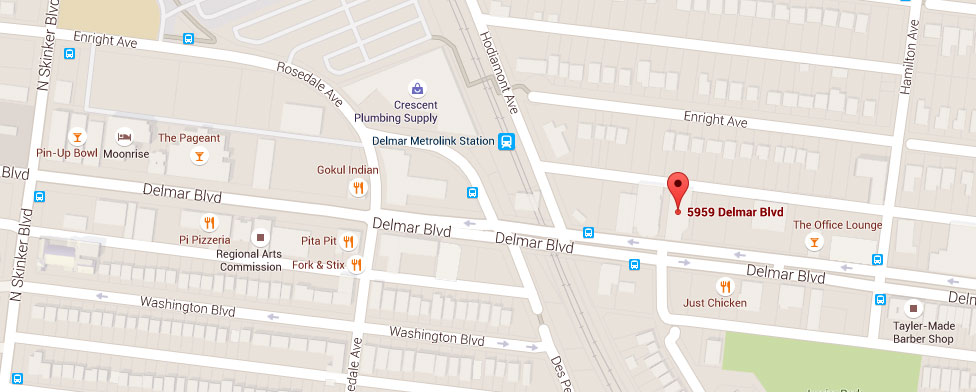 N Skinker Blvd
Enright Ave
Rosedale Ave
Hodiamont Ave
Hamilton Ave
Crescent
Plumbing Supply
Enright Ave
Delmar Metrolink Station
The Pageant
Pin-Up Bowl
Moonrise
Gokul Indian
Blvd
Delmar Blvd
5959 Delmar Blvd
The Office Lounge
Delmar Blvd
Delmar Blvd
Pi Pizzeria
Regional Arts
Commission
Pita Pit
Fork & Stix
N Skinker Blvd
Delmar Blvd
Just Chicken
Washington Blvd
Washington Blvd
Tayler-Made
Barber Shop